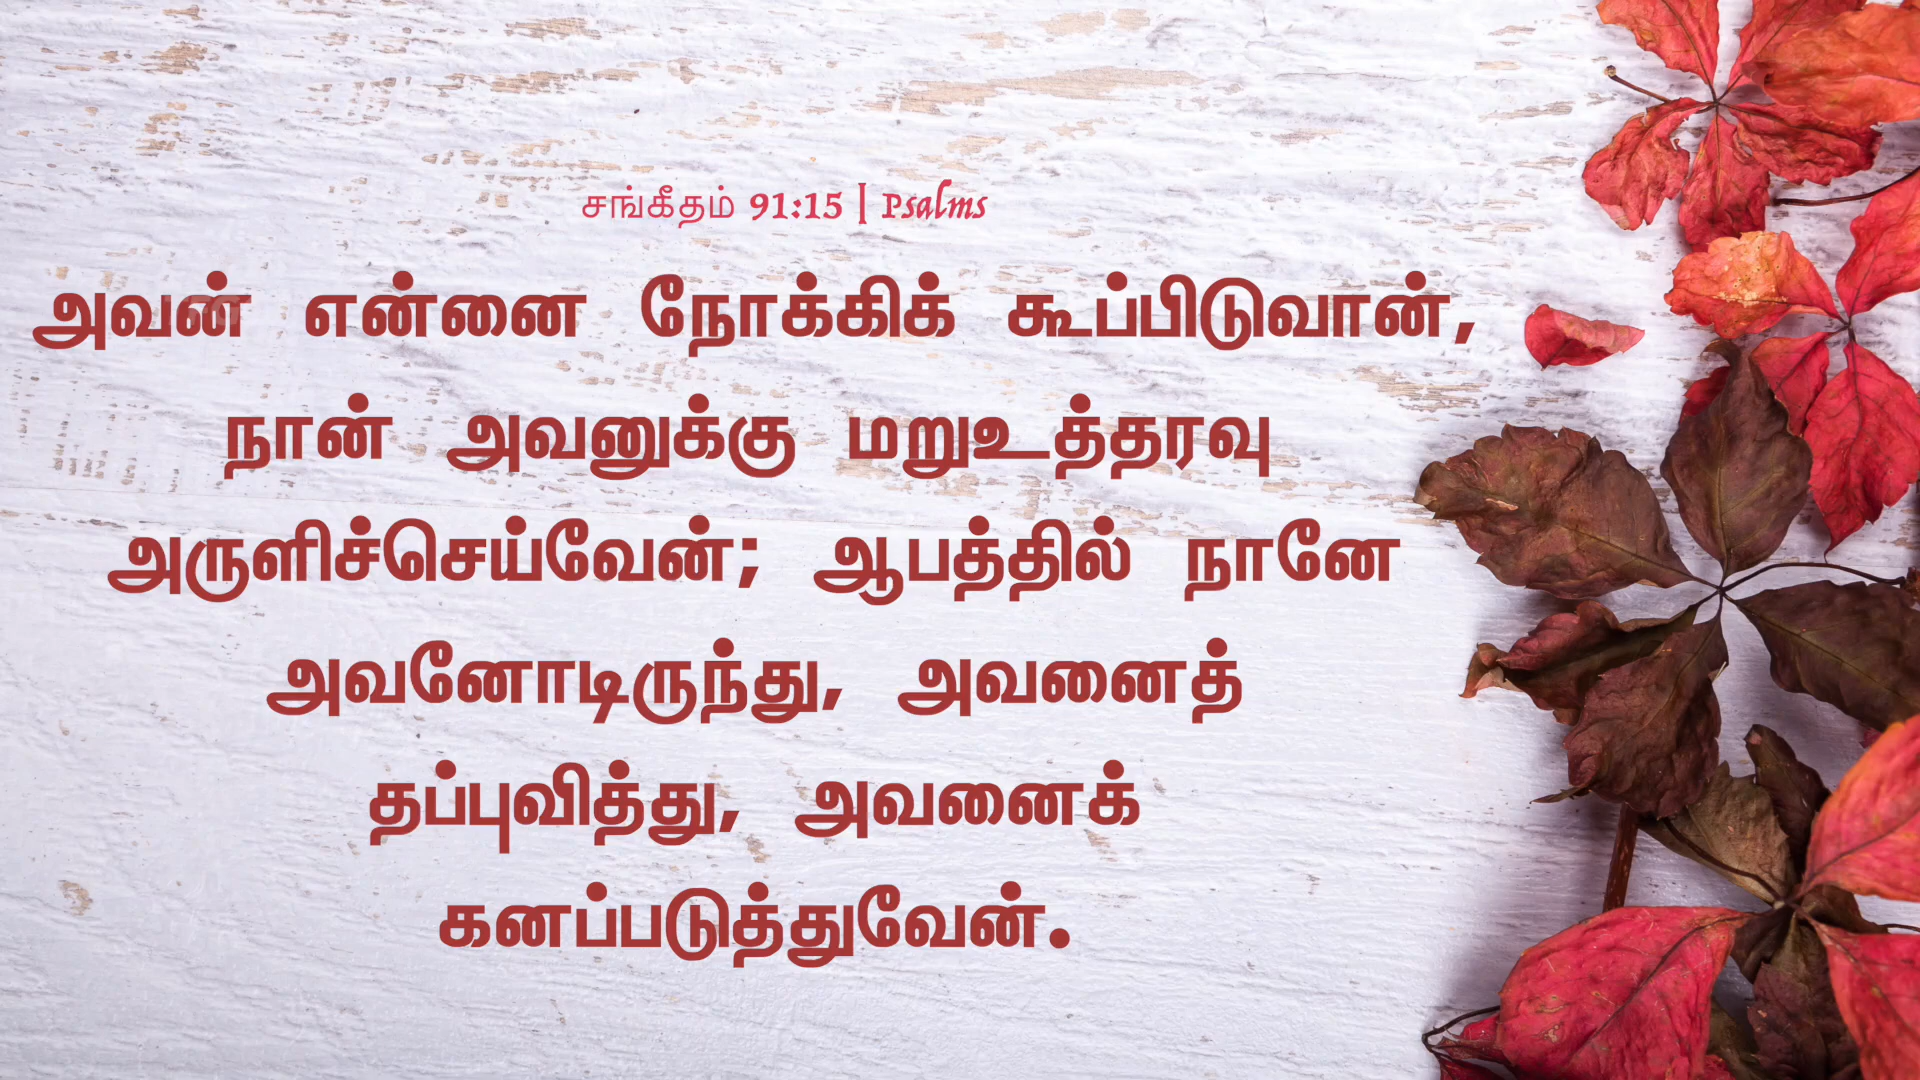 சங்கீதம் 91:15 | Psalms
அவன் என்னை நோக்கிக் கூப்பிடுவான்,
நான் அவனுக்கு மறுஉத்தரவு
அருளிச்செய்வேன்; ஆபத்தில் நானே
அவனோடிருந்து, அவனைத்
தப்புவித்து, அவனைக்
கனப்படுத்துவேன்.